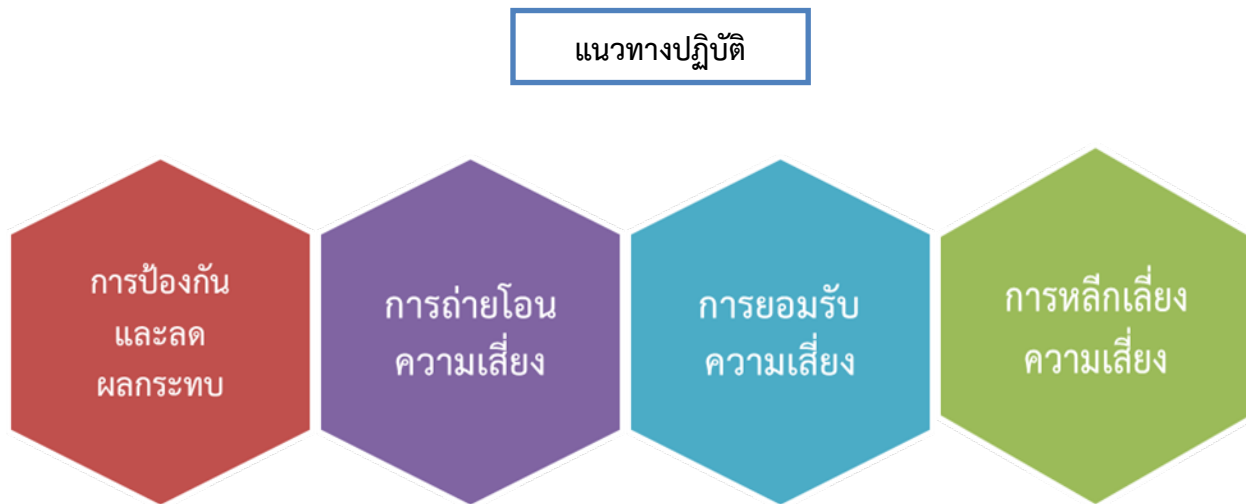 แนวทางปฏิบัติ
การป้องกัน
และลด
ผลกระทบ
การถ่ายโอน
ความเสี่ยง
การยอมรับ
ความเสี่ยง
การหลีกเลี่ยง
ความเสี่ยง